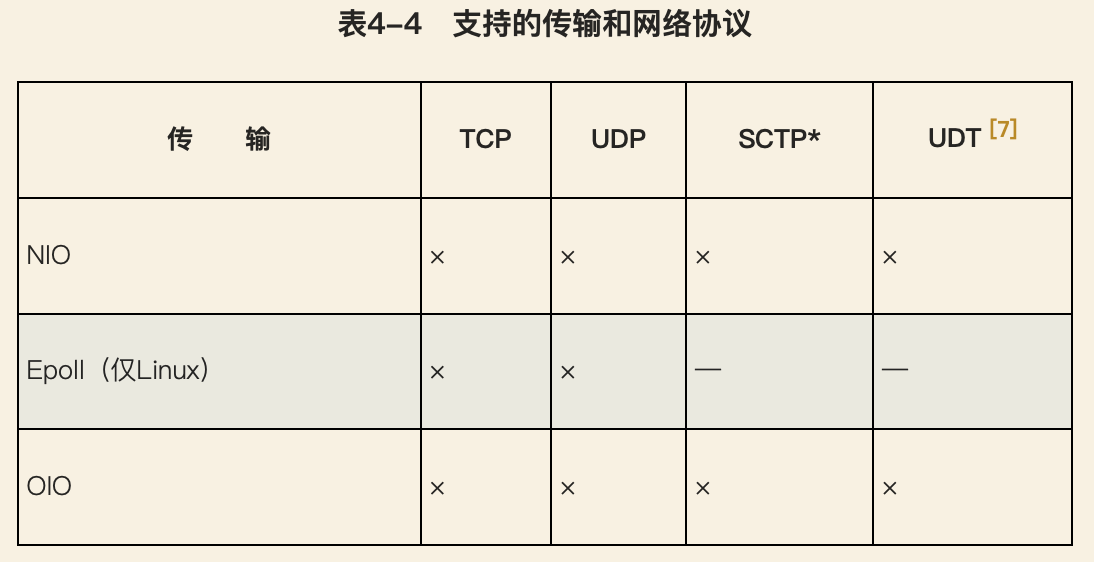 表4-4 支持的传输和网络协议
传 输 TCP UDP SCTP* UDT [7]
NIO × × × ×
Epoll（仅Linux） × × — —
OIO × × × ×